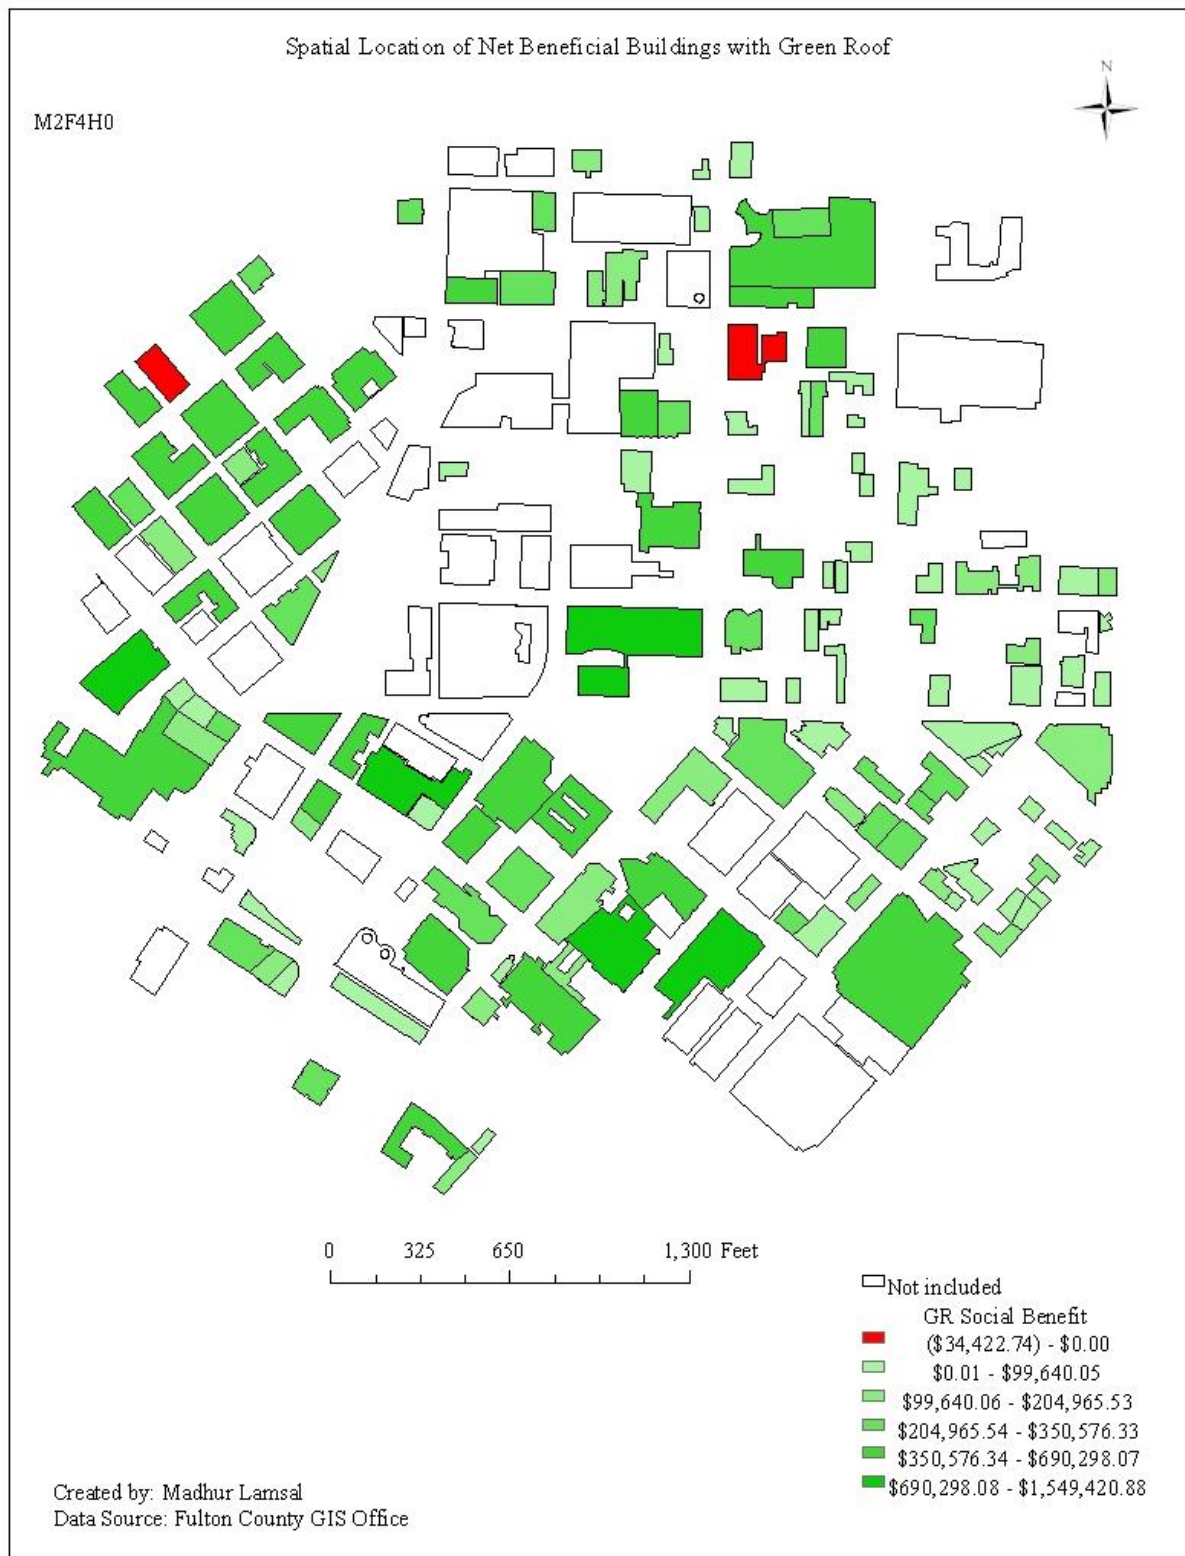 Spatial Location of Net Beneficial Buildings with Green Roof
N
M2F4H0
0 325 650 1,300 Feet
Not included
GR Social Benefit
($34,422.74) - $0.00
$0.01 - $99,640.05
$99,640.06 - $204,965.53
$204,965.54 - $350,576.33
$350,576.34 - $690,298.07
$690,298.08 - $1,549,420.88
Created by: Madhur Lamsal
Data Source: Fulton County GIS Office